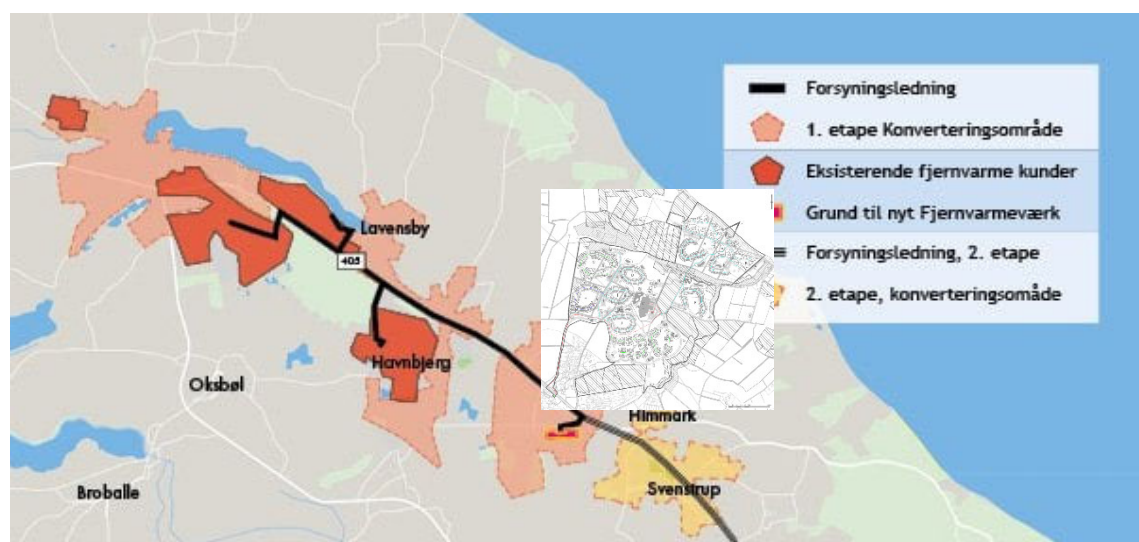 Forsyningsledning
1. etape Konverteringsområde
Eksisterende fjernvarme kunder
Grund til nyt Fjernvarmeværk
Forsyningsledning, 2. etape
2. etape, konverteringsomåde
Lavensby
405
Havnbjerg
Oksbøl
Himmark
Broballe
Svenstrup